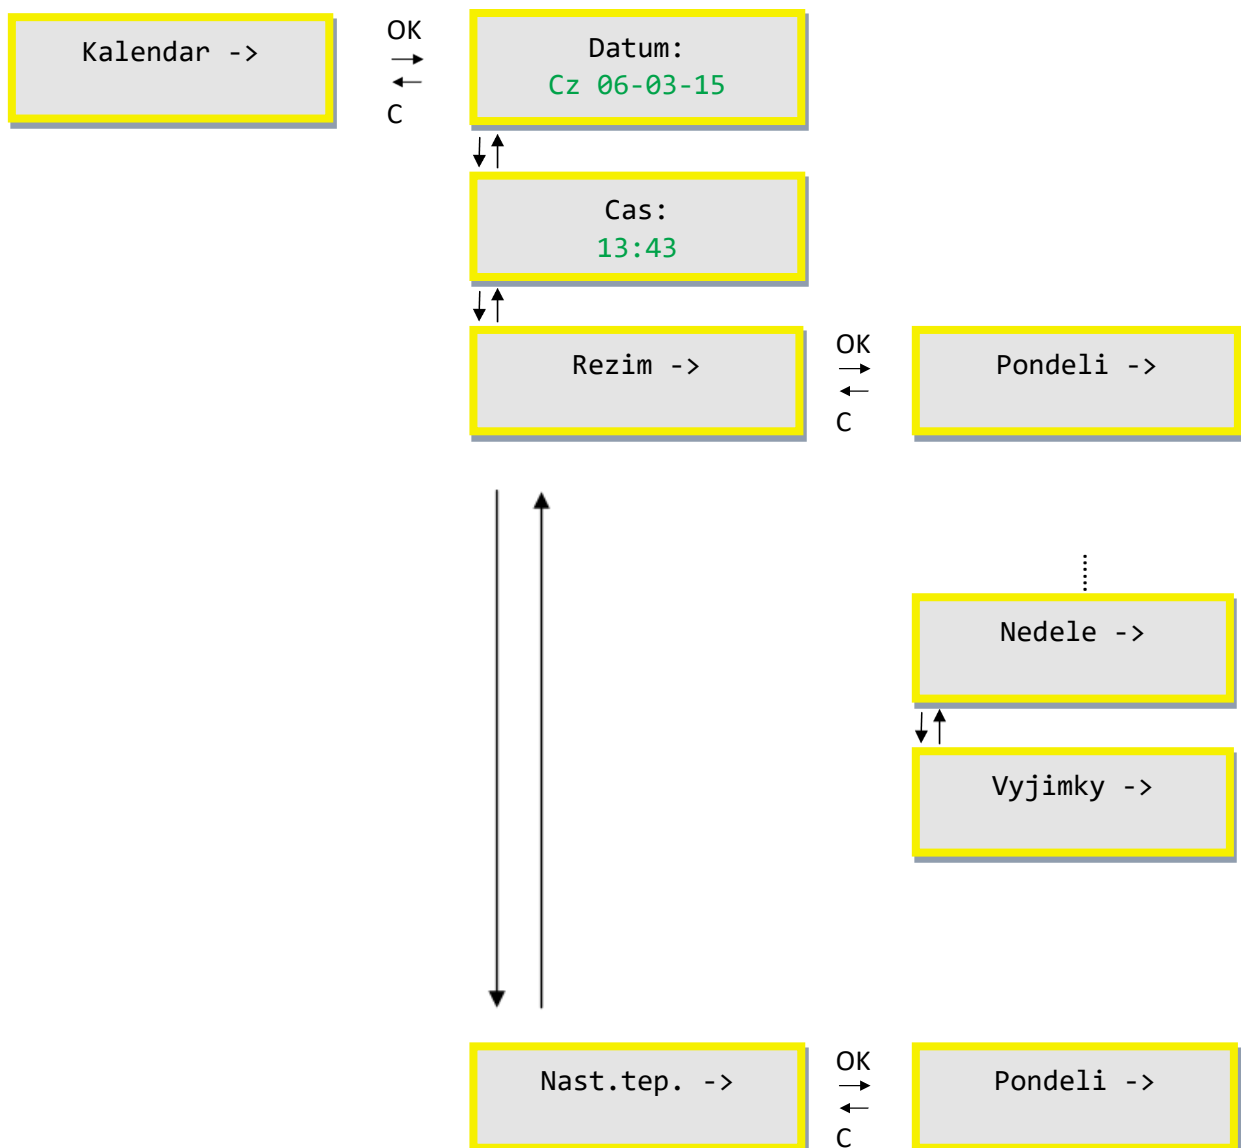 Kalendar ->
OK
C
Datum:
Cz 06-03-15
Cas:
13:43
Rezim ->
OK
C
Pondeli ->
Nedele ->
Vyjimky ->
Nast.tep. ->
OK
C
Pondeli ->